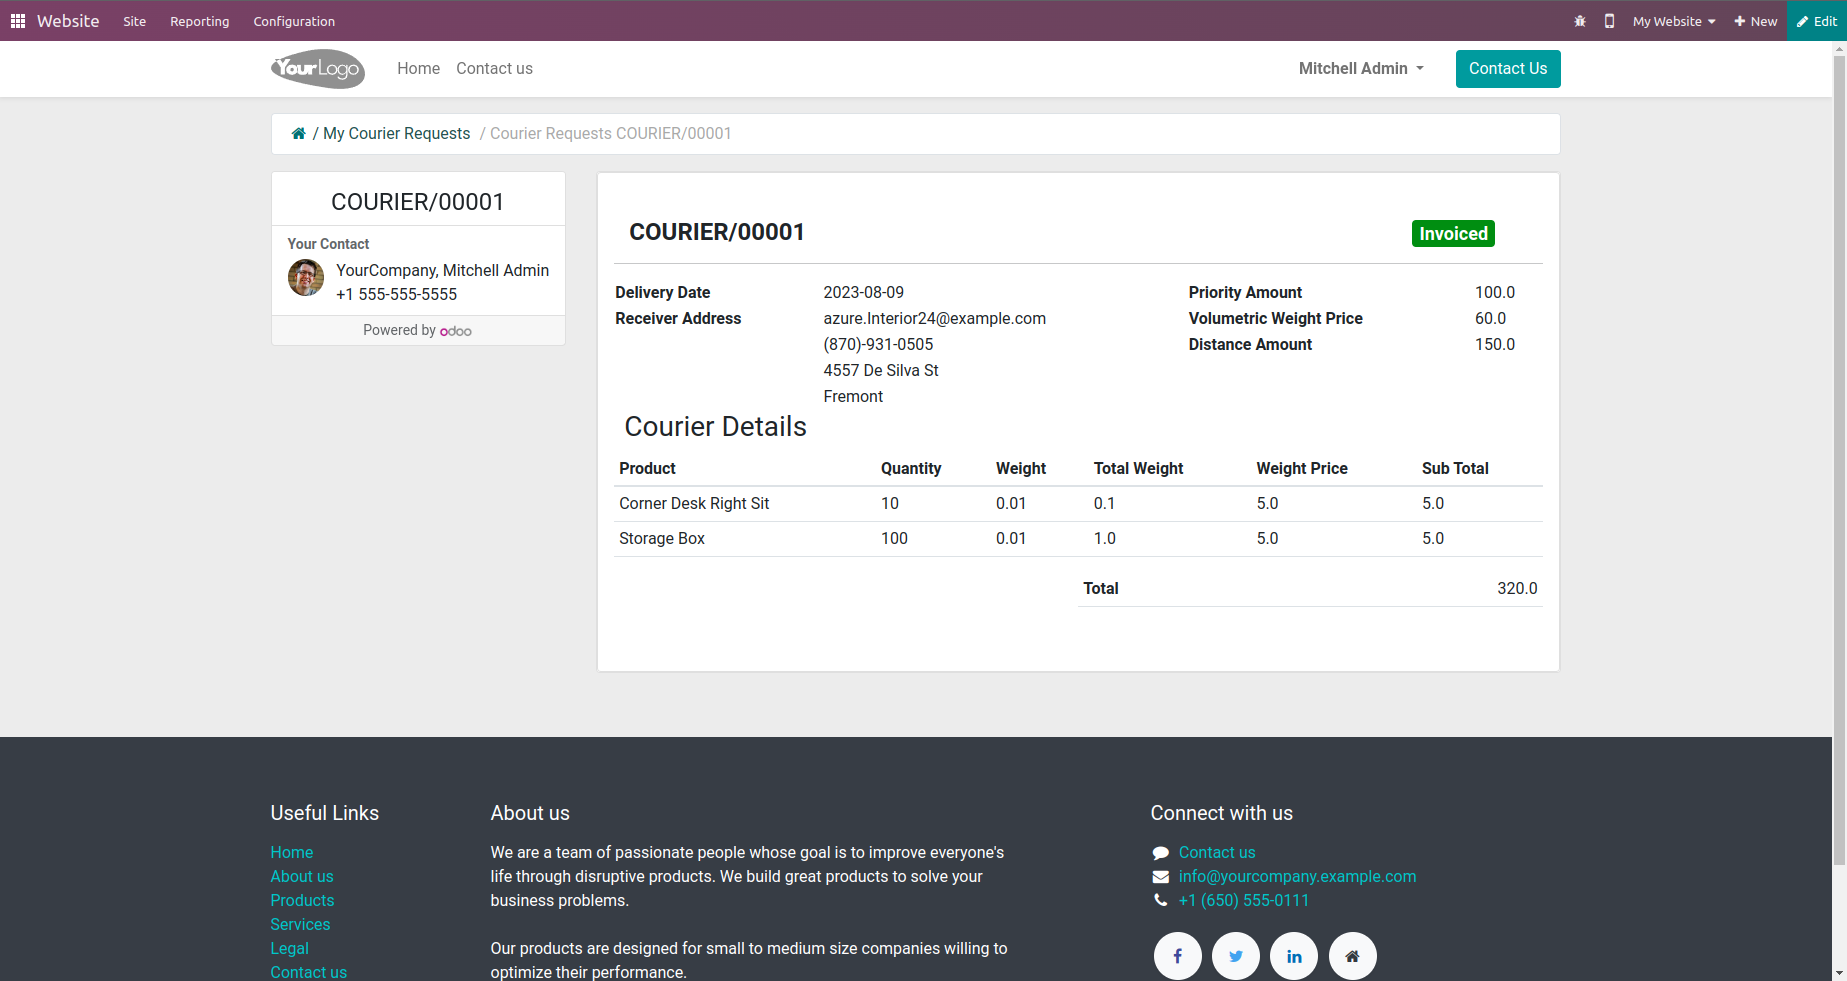 Website Site Reporting Configuration My Website New Edit
YourLogo Home Contact us Mitchell Admin Contact Us
/ My Courier Requests / Courier Requests COURIER/00001
COURIER/00001
Your Contact
YourCompany, Mitchell Admin
+1 555-555-5555
Powered by odoo
COURIER/00001 Invoiced
Delivery Date 2023-08-09 Priority Amount 100.0
Receiver Address azure.Interior24@example.com Volumetric Weight Price 60.0
(870)-931-0505 Distance Amount 150.0
4557 De Silva St
Fremont
Courier Details
Product Quantity Weight Total Weight Weight Price Sub Total
Corner Desk Right Sit 10 0.01 0.1 5.0 5.0
Storage Box 100 0.01 1.0 5.0 5.0
Total 320.0
Useful Links
Home
About us
Products
Services
Legal
Contact us
About us
We are a team of passionate people whose goal is to improve everyone's
life through disruptive products. We build great products to solve your
business problems.
Our products are designed for small to medium size companies willing to
optimize their performance.
Connect with us
Contact us
info@yourcompany.example.com
+1 (650) 555-0111